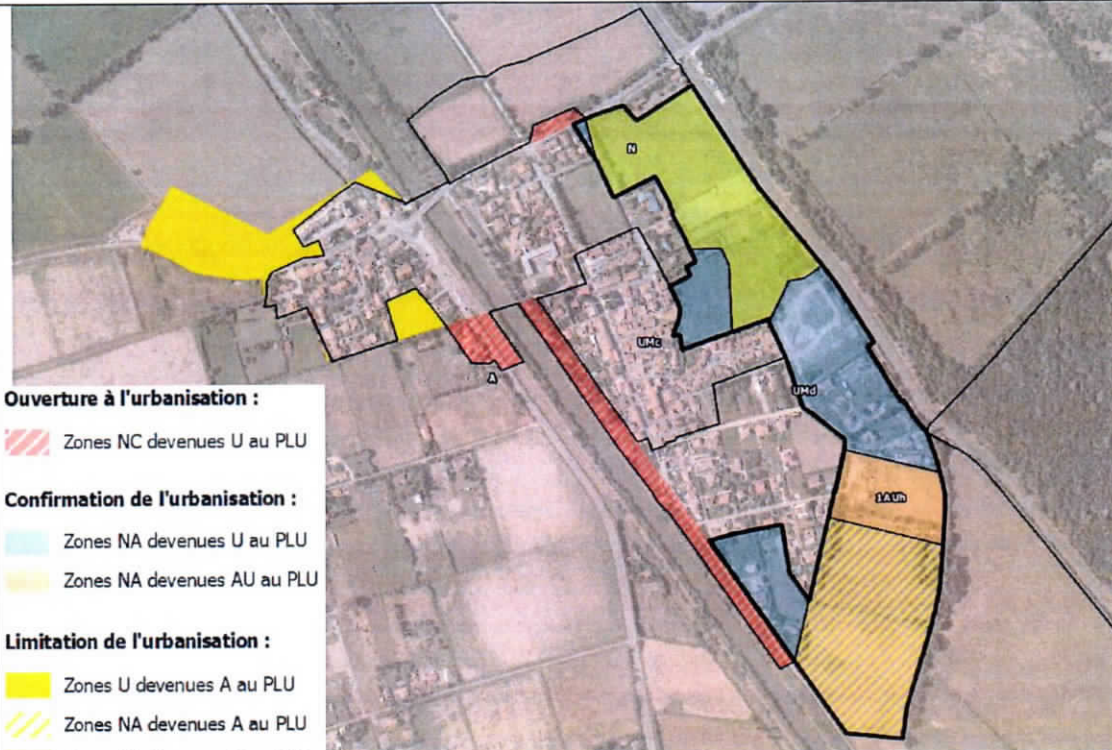 N
UMc
A
UMd
1AUh
Ouverture à l'urbanisation :
Zones NC devenues U au PLU
Confirmation de l'urbanisation :
Zones NA devenues U au PLU
Zones NA devenues AU au PLU
Limitation de l'urbanisation :
Zones U devenues A au PLU
Zones NA devenues A au PLU